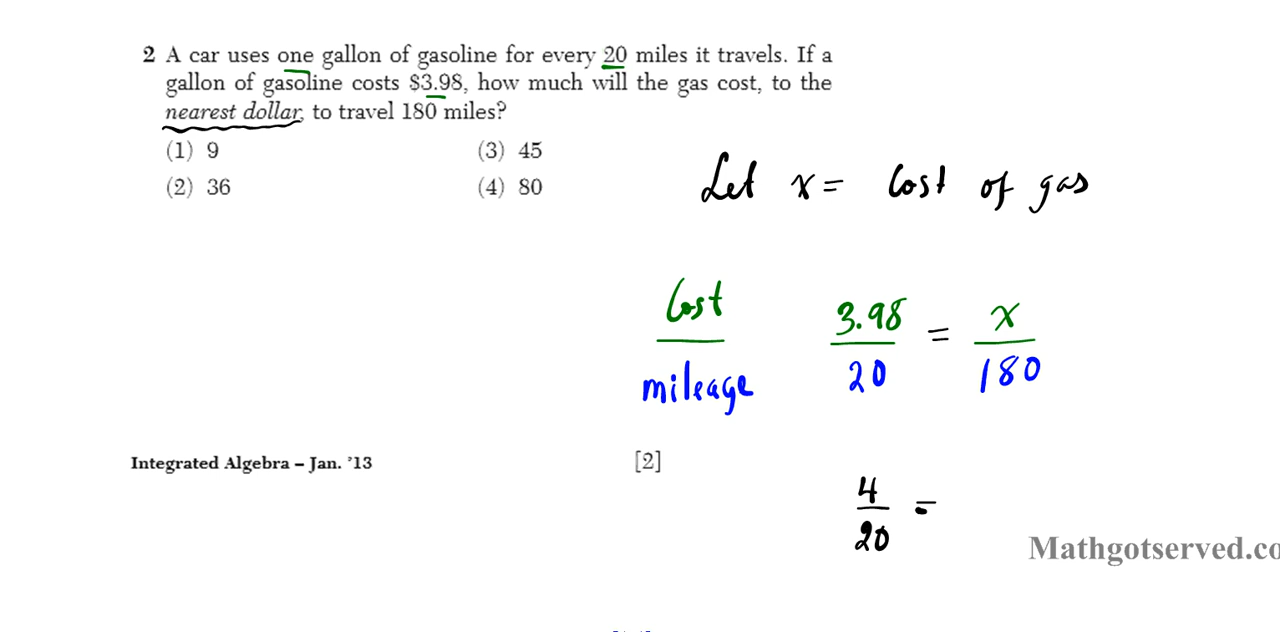 2 A car uses one gallon of gasoline for every 20 miles it travels. If a
gallon of gasoline costs $3.98, how much will the gas cost, to the
nearest dollar, to travel 180 miles?
(1) 9 (3) 45
(2) 36 (4) 80
Let x = Cost of gas
Cost 3.98 = x
mileage 20 180
Integrated Algebra – Jan. '13 [2]
4 =
20
Mathgotserved.co